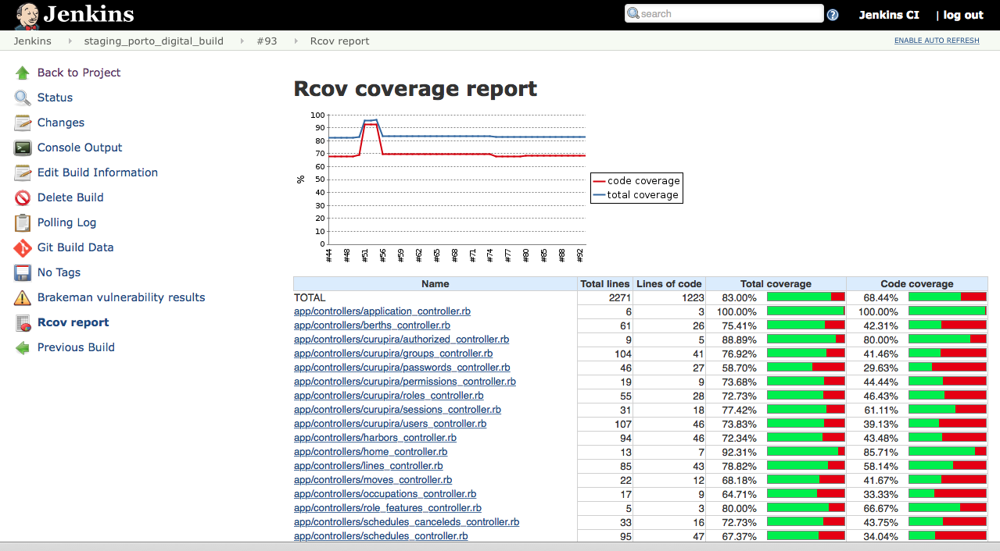 Jenkins
search
Jenkins CI | log out
Jenkins staging_porto_digital_build #93 Rcov report
ENABLE AUTO REFRESH
Back to Project
Status
Changes
Console Output
Edit Build Information
Delete Build
Polling Log
Git Build Data
No Tags
Brakeman vulnerability results
Rcov report
Previous Build
Rcov coverage report
100
90
80
70
60
50
40
30
20
10
0
%
#44 #48 #51 #56 #59 #62 #65 #68 #71 #74 #77 #80 #85 #88 #92
code coverage
total coverage
Name Total lines Lines of code Total coverage Code coverage
TOTAL 2271 1223 83.00% 68.44%
app/controllers/application_controller.rb 6 3 100.00% 100.00%
app/controllers/berths_controller.rb 61 26 75.41% 42.31%
app/controllers/curupira/authorized_controller.rb 9 5 88.89% 80.00%
app/controllers/curupira/groups_controller.rb 104 41 76.92% 41.46%
app/controllers/curupira/passwords_controller.rb 46 27 58.70% 29.63%
app/controllers/curupira/permissions_controller.rb 19 9 73.68% 44.44%
app/controllers/curupira/roles_controller.rb 55 28 72.73% 46.43%
app/controllers/curupira/sessions_controller.rb 31 18 77.42% 61.11%
app/controllers/curupira/users_controller.rb 107 46 73.83% 39.13%
app/controllers/harbors_controller.rb 94 46 72.34% 43.48%
app/controllers/home_controller.rb 13 7 92.31% 85.71%
app/controllers/lines_controller.rb 85 43 78.82% 58.14%
app/controllers/moves_controller.rb 22 12 68.18% 41.67%
app/controllers/occupations_controller.rb 17 9 64.71% 33.33%
app/controllers/role_features_controller.rb 5 3 80.00% 66.67%
app/controllers/schedules_canceleds_controller.rb 33 16 72.73% 43.75%
app/controllers/schedules_controller.rb 95 47 67.37% 34.04%